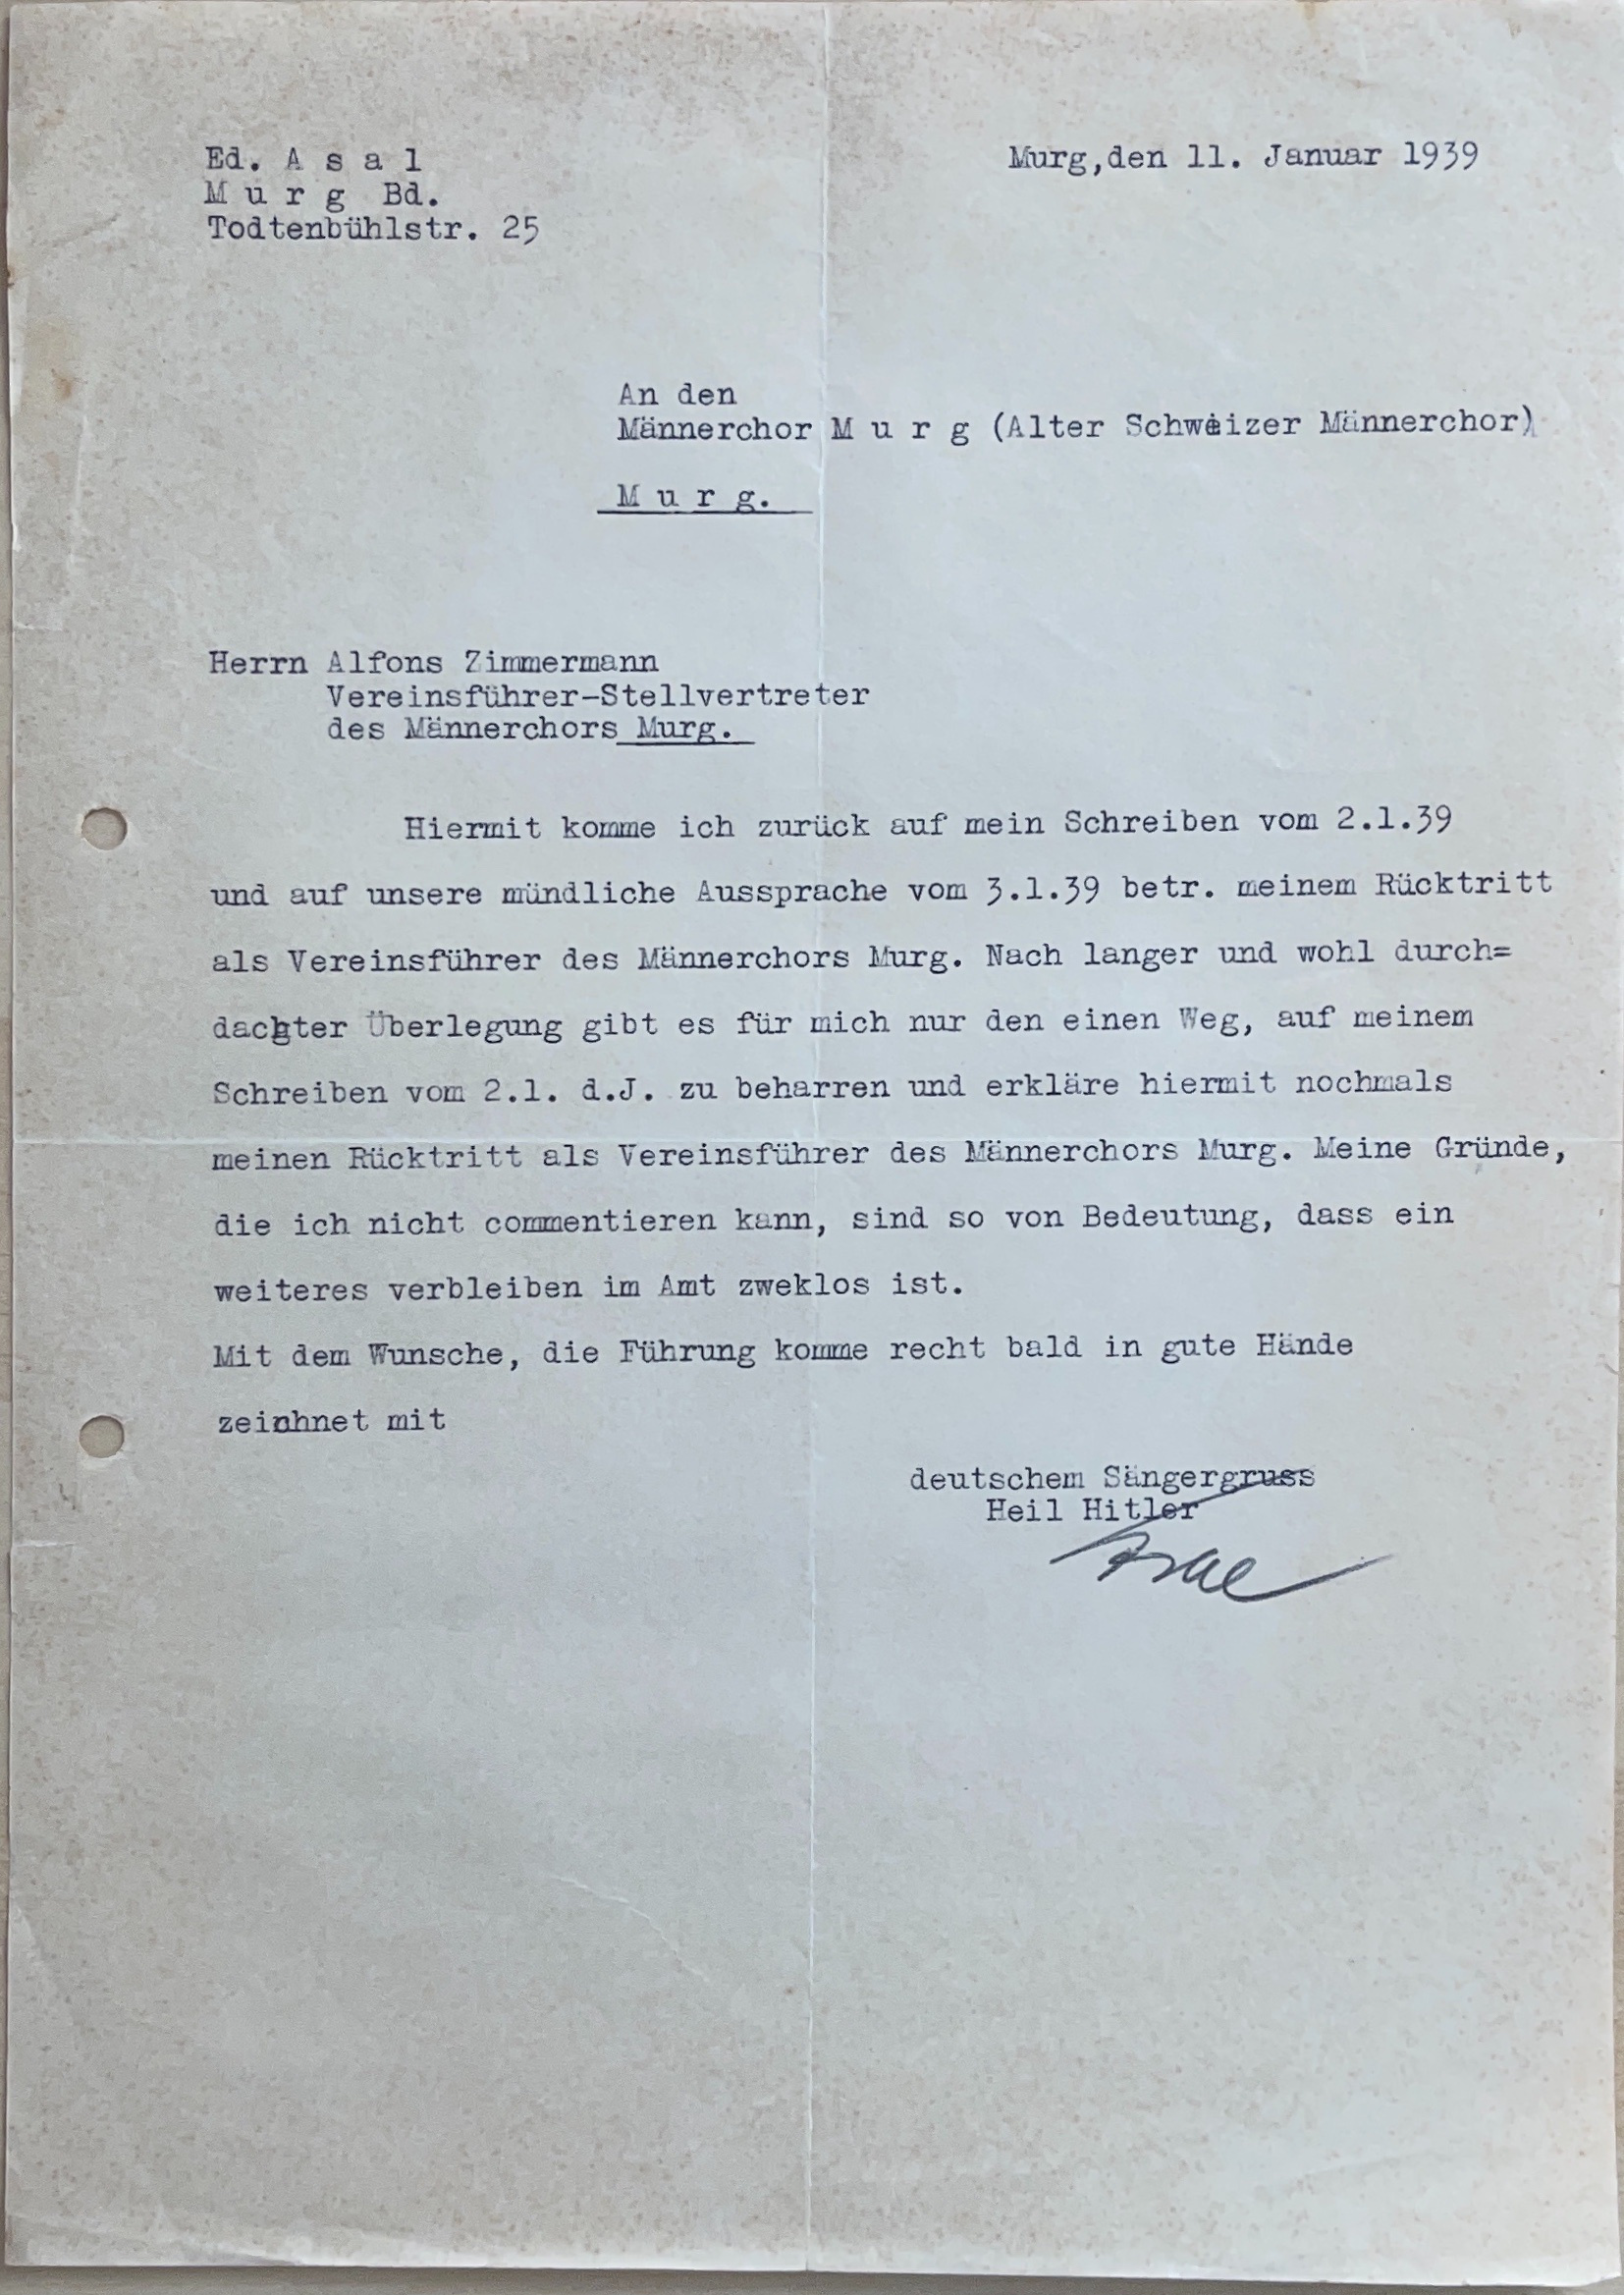 Ed. A s a l
M u r g Bd.
Todtenbühlstr. 25
Murg,den 11. Januar 1939
An den
Männerchor M u r g (Alter Schweizer Männerchor)
M u r g.
Herrn Alfons Zimmermann
Vereinsführer-Stellvertreter
des Männerchors Murg.
Hiermit komme ich zurück auf mein Schreiben vom 2.1.39
und auf unsere mündliche Aussprache vom 3.1.39 betr. meinem Rücktritt
als Vereinsführer des Männerchors Murg. Nach langer und wohl durch=
dachter Überlegung gibt es für mich nur den einen Weg, auf meinem
Schreiben vom 2.1. d.J. zu beharren und erkläre hiermit nochmals
meinen Rücktritt als Vereinsführer des Männerchors Murg. Meine Gründe,
die ich nicht commentieren kann, sind so von Bedeutung, dass ein
weiteres verbleiben im Amt zweklos ist.
Mit dem Wunsche, die Führung komme recht bald in gute Hände
zeichnet mit
deutschem Sängergruss
Heil Hitler
Asal